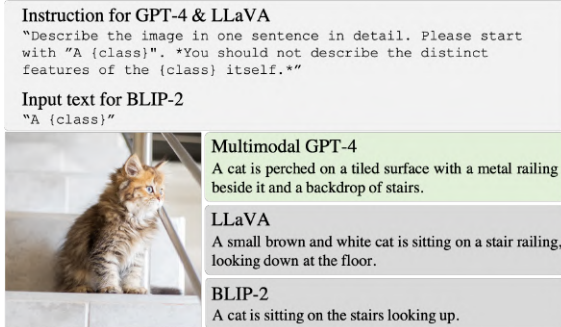 Instruction for GPT-4 & LLaVA
“Describe the image in one sentence in detail. Please start
with ”A {class}". *You should not describe the distinct
features of the {class} itself.*”
Input text for BLIP-2
“A {class}”
Multimodal GPT-4
A cat is perched on a tiled surface with a metal railing
beside it and a backdrop of stairs.
LLaVA
A small brown and white cat is sitting on a stair railing,
looking down at the floor.
BLIP-2
A cat is sitting on the stairs looking up.